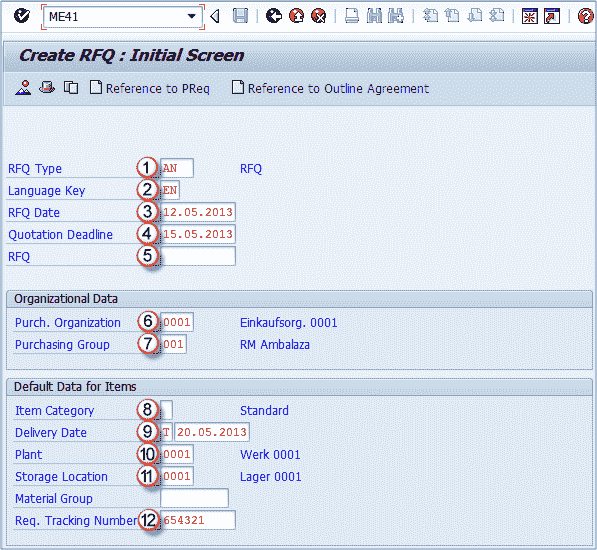 ME41
Create RFQ : Initial Screen
Reference to PReq Reference to Outline Agreement
RFQ Type 1 AN RFQ
Language Key 2 EN
RFQ Date 3 12.05.2013
Quotation Deadline 4 15.05.2013
RFQ 5
Organizational Data
Purch. Organization 6 0001 Einkaufsorg. 0001
Purchasing Group 7 001 RM Ambalaza
Default Data for Items
Item Category 8 Standard
Delivery Date 9 T 20.05.2013
Plant 10 0001 Werk 0001
Storage Location 11 0001 Lager 0001
Material Group
Req. Tracking Number 12 654321